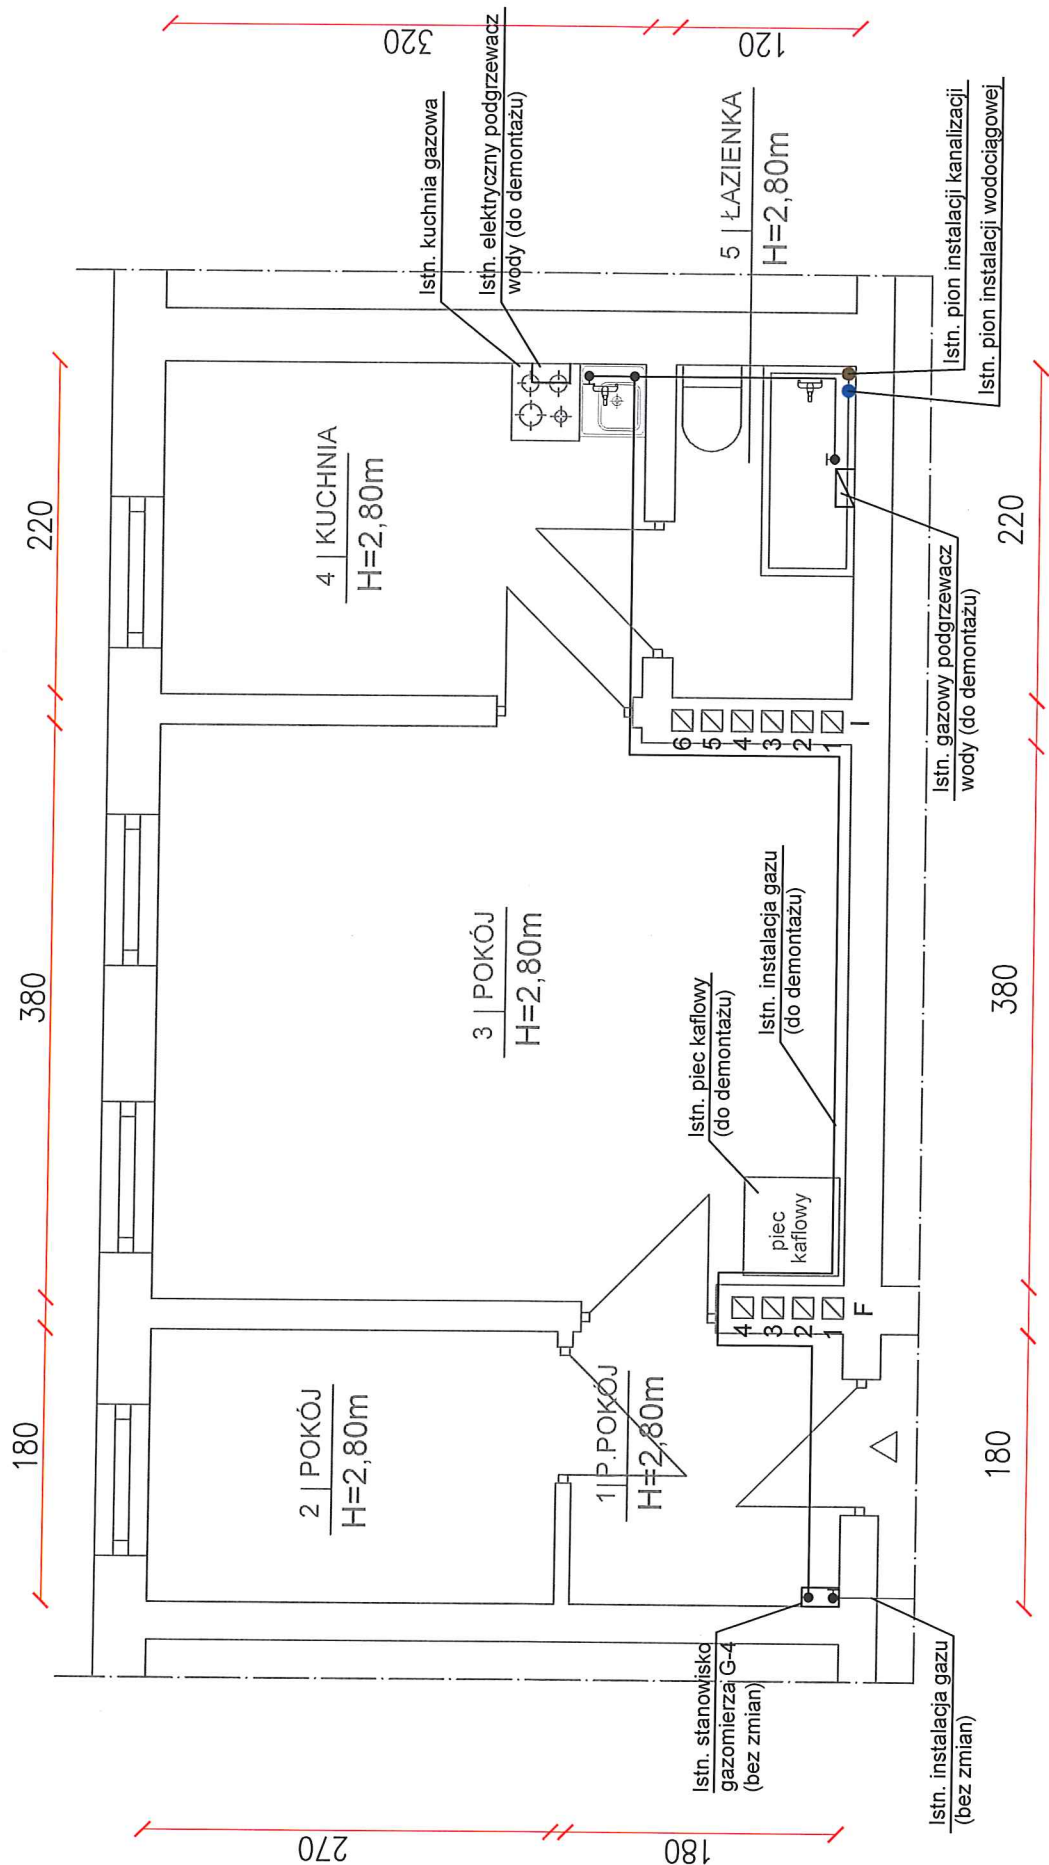 180
380
220
320
120
270
180
180
380
220
2 | POKÓJ
H=2,80m
3 | POKÓJ
H=2,80m
4 | KUCHNIA
H=2,80m
1 | P.POKÓJ
H=2,80m
5 | ŁAZIENKA
H=2,80m
Istn. kuchnia gazowa
Istn. elektryczny podgrzewacz
wody (do demontażu)
Istn. pion instalacji kanalizacji
Istn. pion instalacji wodociągowej
Istn. gazowy podgrzewacz
wody (do demontażu)
Istn. piec kaflowy
(do demontażu)
Istn. instalacja gazu
(do demontażu)
piec
kaflowy
4
3
2
1
F
6
5
4
3
2
1
I
Istn. stanowisko
gazomierza G-4
(bez zmian)
Istn. instalacja gazu
(bez zmian)